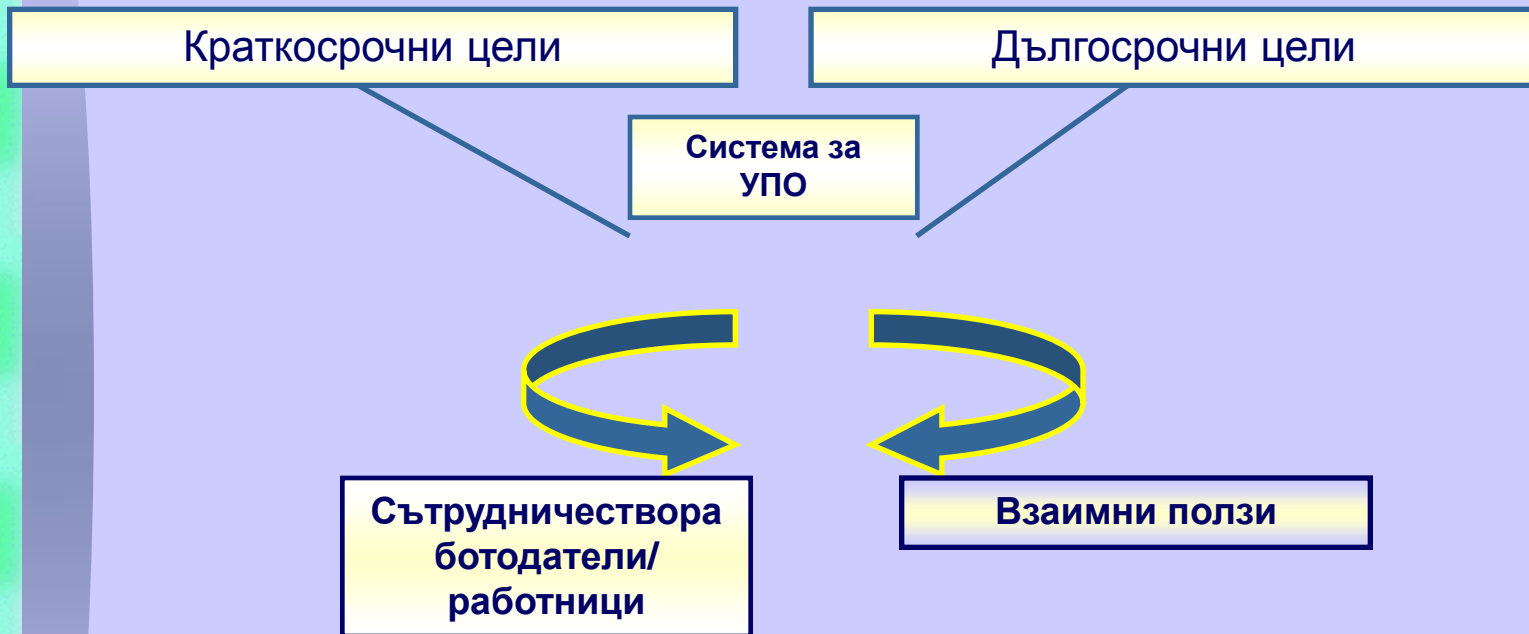 Краткосрочни цели
Дългосрочни цели
Система за
УПО
Сътрудничествора
ботодатели/
работници
Взаимни ползи